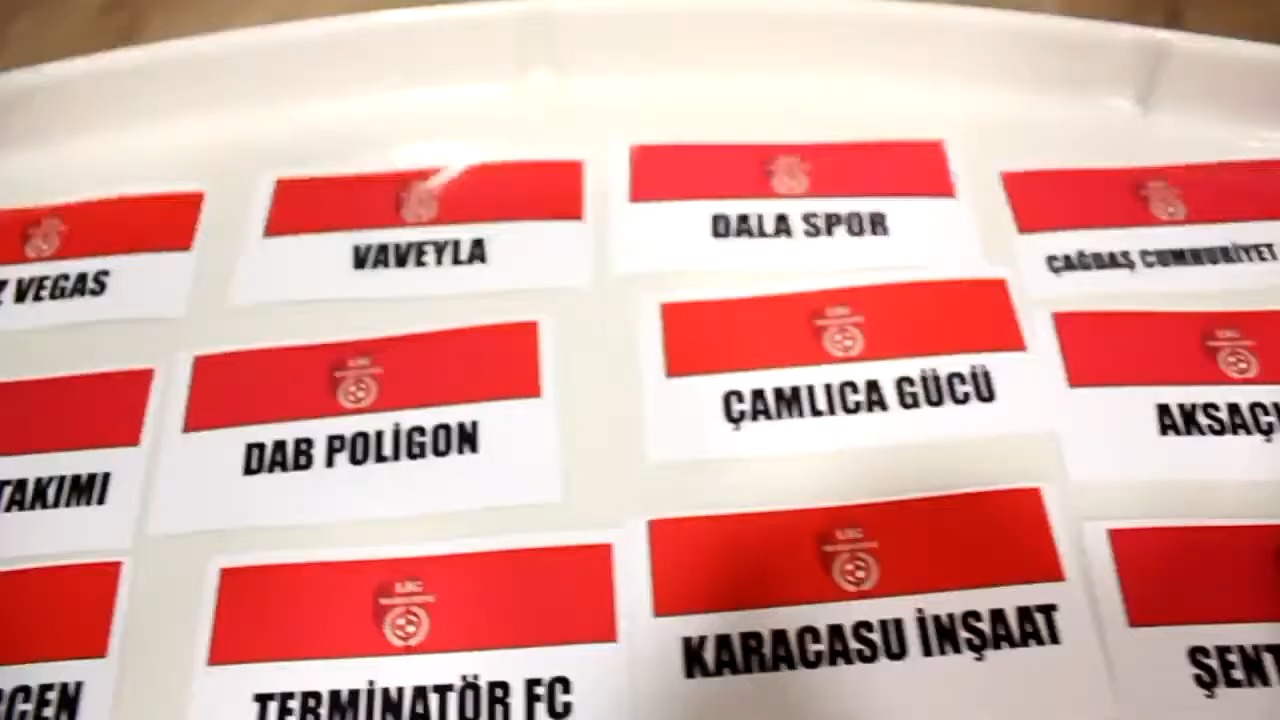 VEGAS
VAVEYLA
DALA SPOR
ÇAĞDAŞ CUMHURİYET
TAKIMI
DAB POLİGON
ÇAMLICA GÜCÜ
TERMİNATÖR FC
KARACASU İNŞAAT